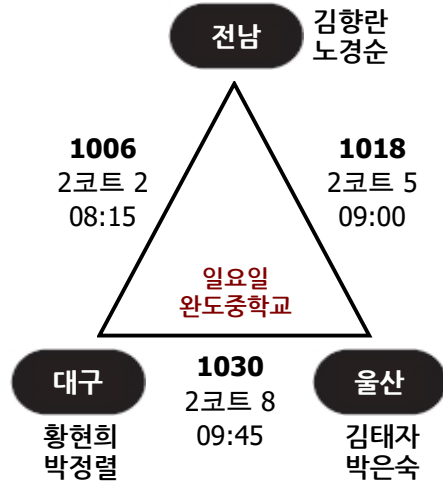 전남
김향란
노경순
1006
2코트 2
08:15
1018
2코트 5
09:00
일요일
완도중학교
대구
황현희
박정렬
1030
2코트 8
09:45
울산
김태자
박은숙